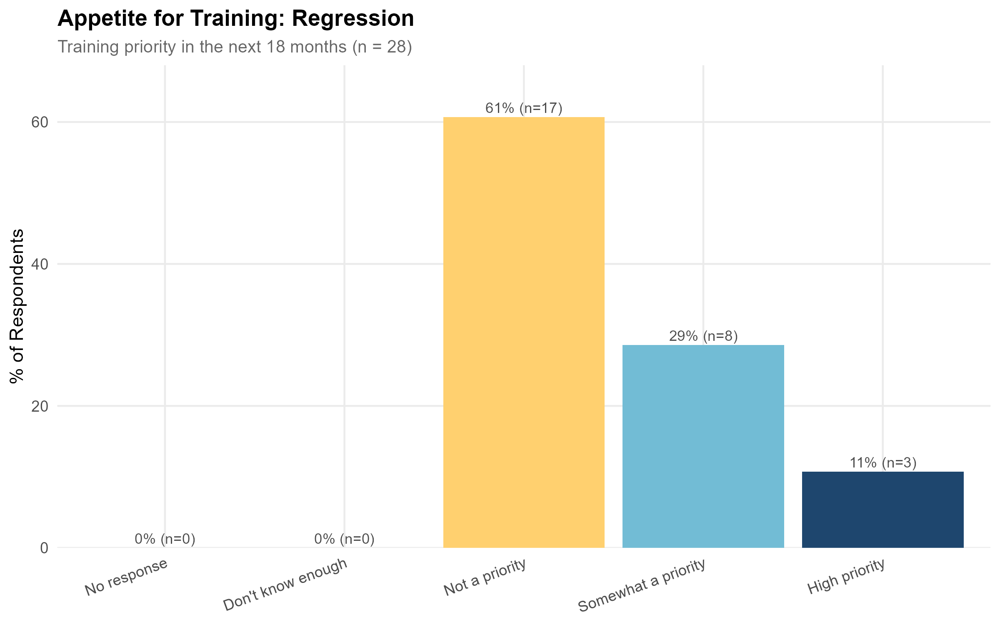 Appetite for Training: Regression
Training priority in the next 18 months (n = 28)
% of Respondents
60
40
20
0
0% (n=0)
0% (n=0)
61% (n=17)
29% (n=8)
11% (n=3)
No response
Don't know enough
Not a priority
Somewhat a priority
High priority